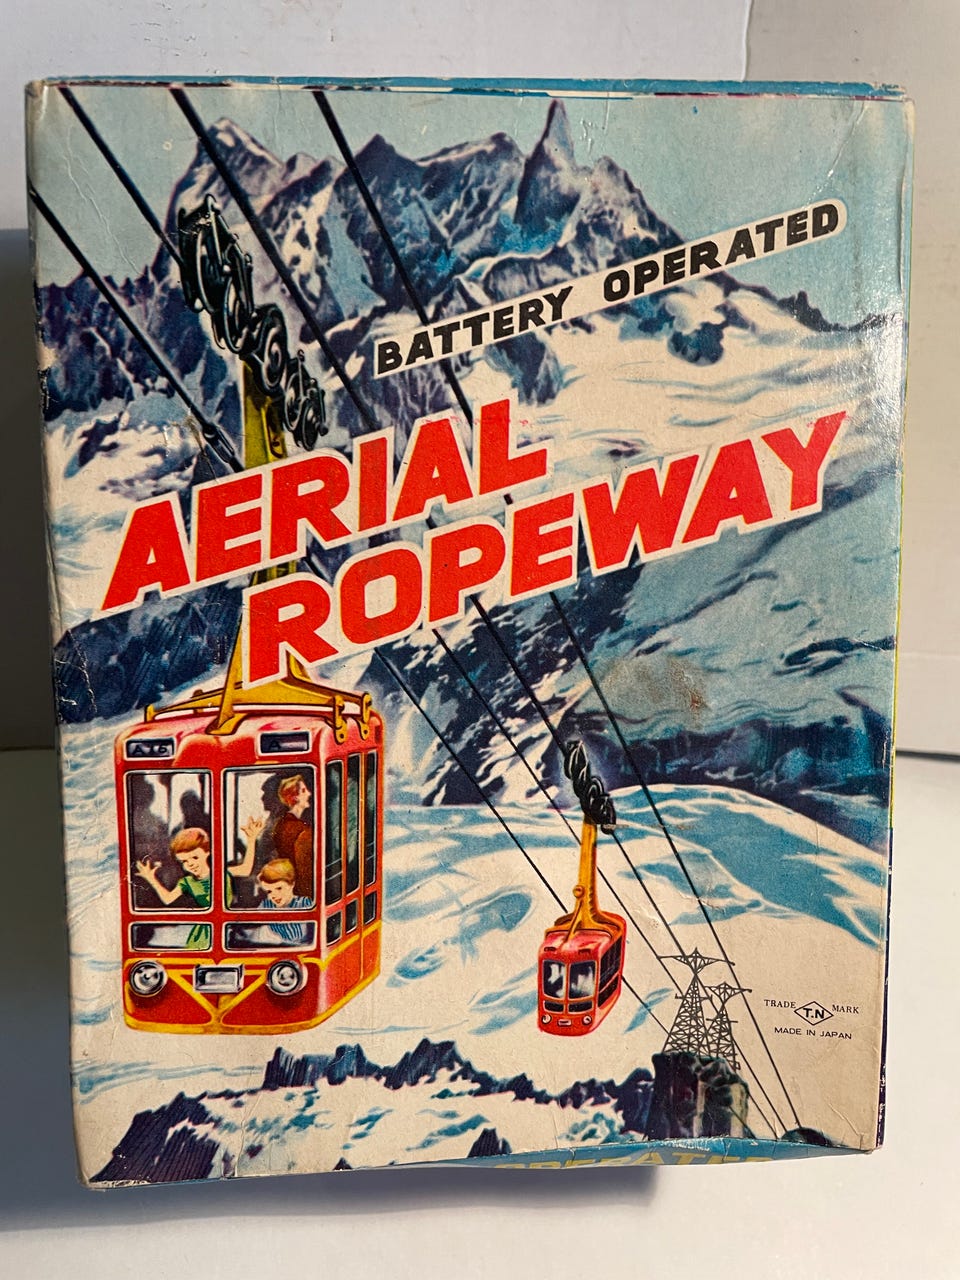 BATTERY OPERATED
AERIAL
ROPEWAY
TRADE T.N MARK
MADE IN JAPAN